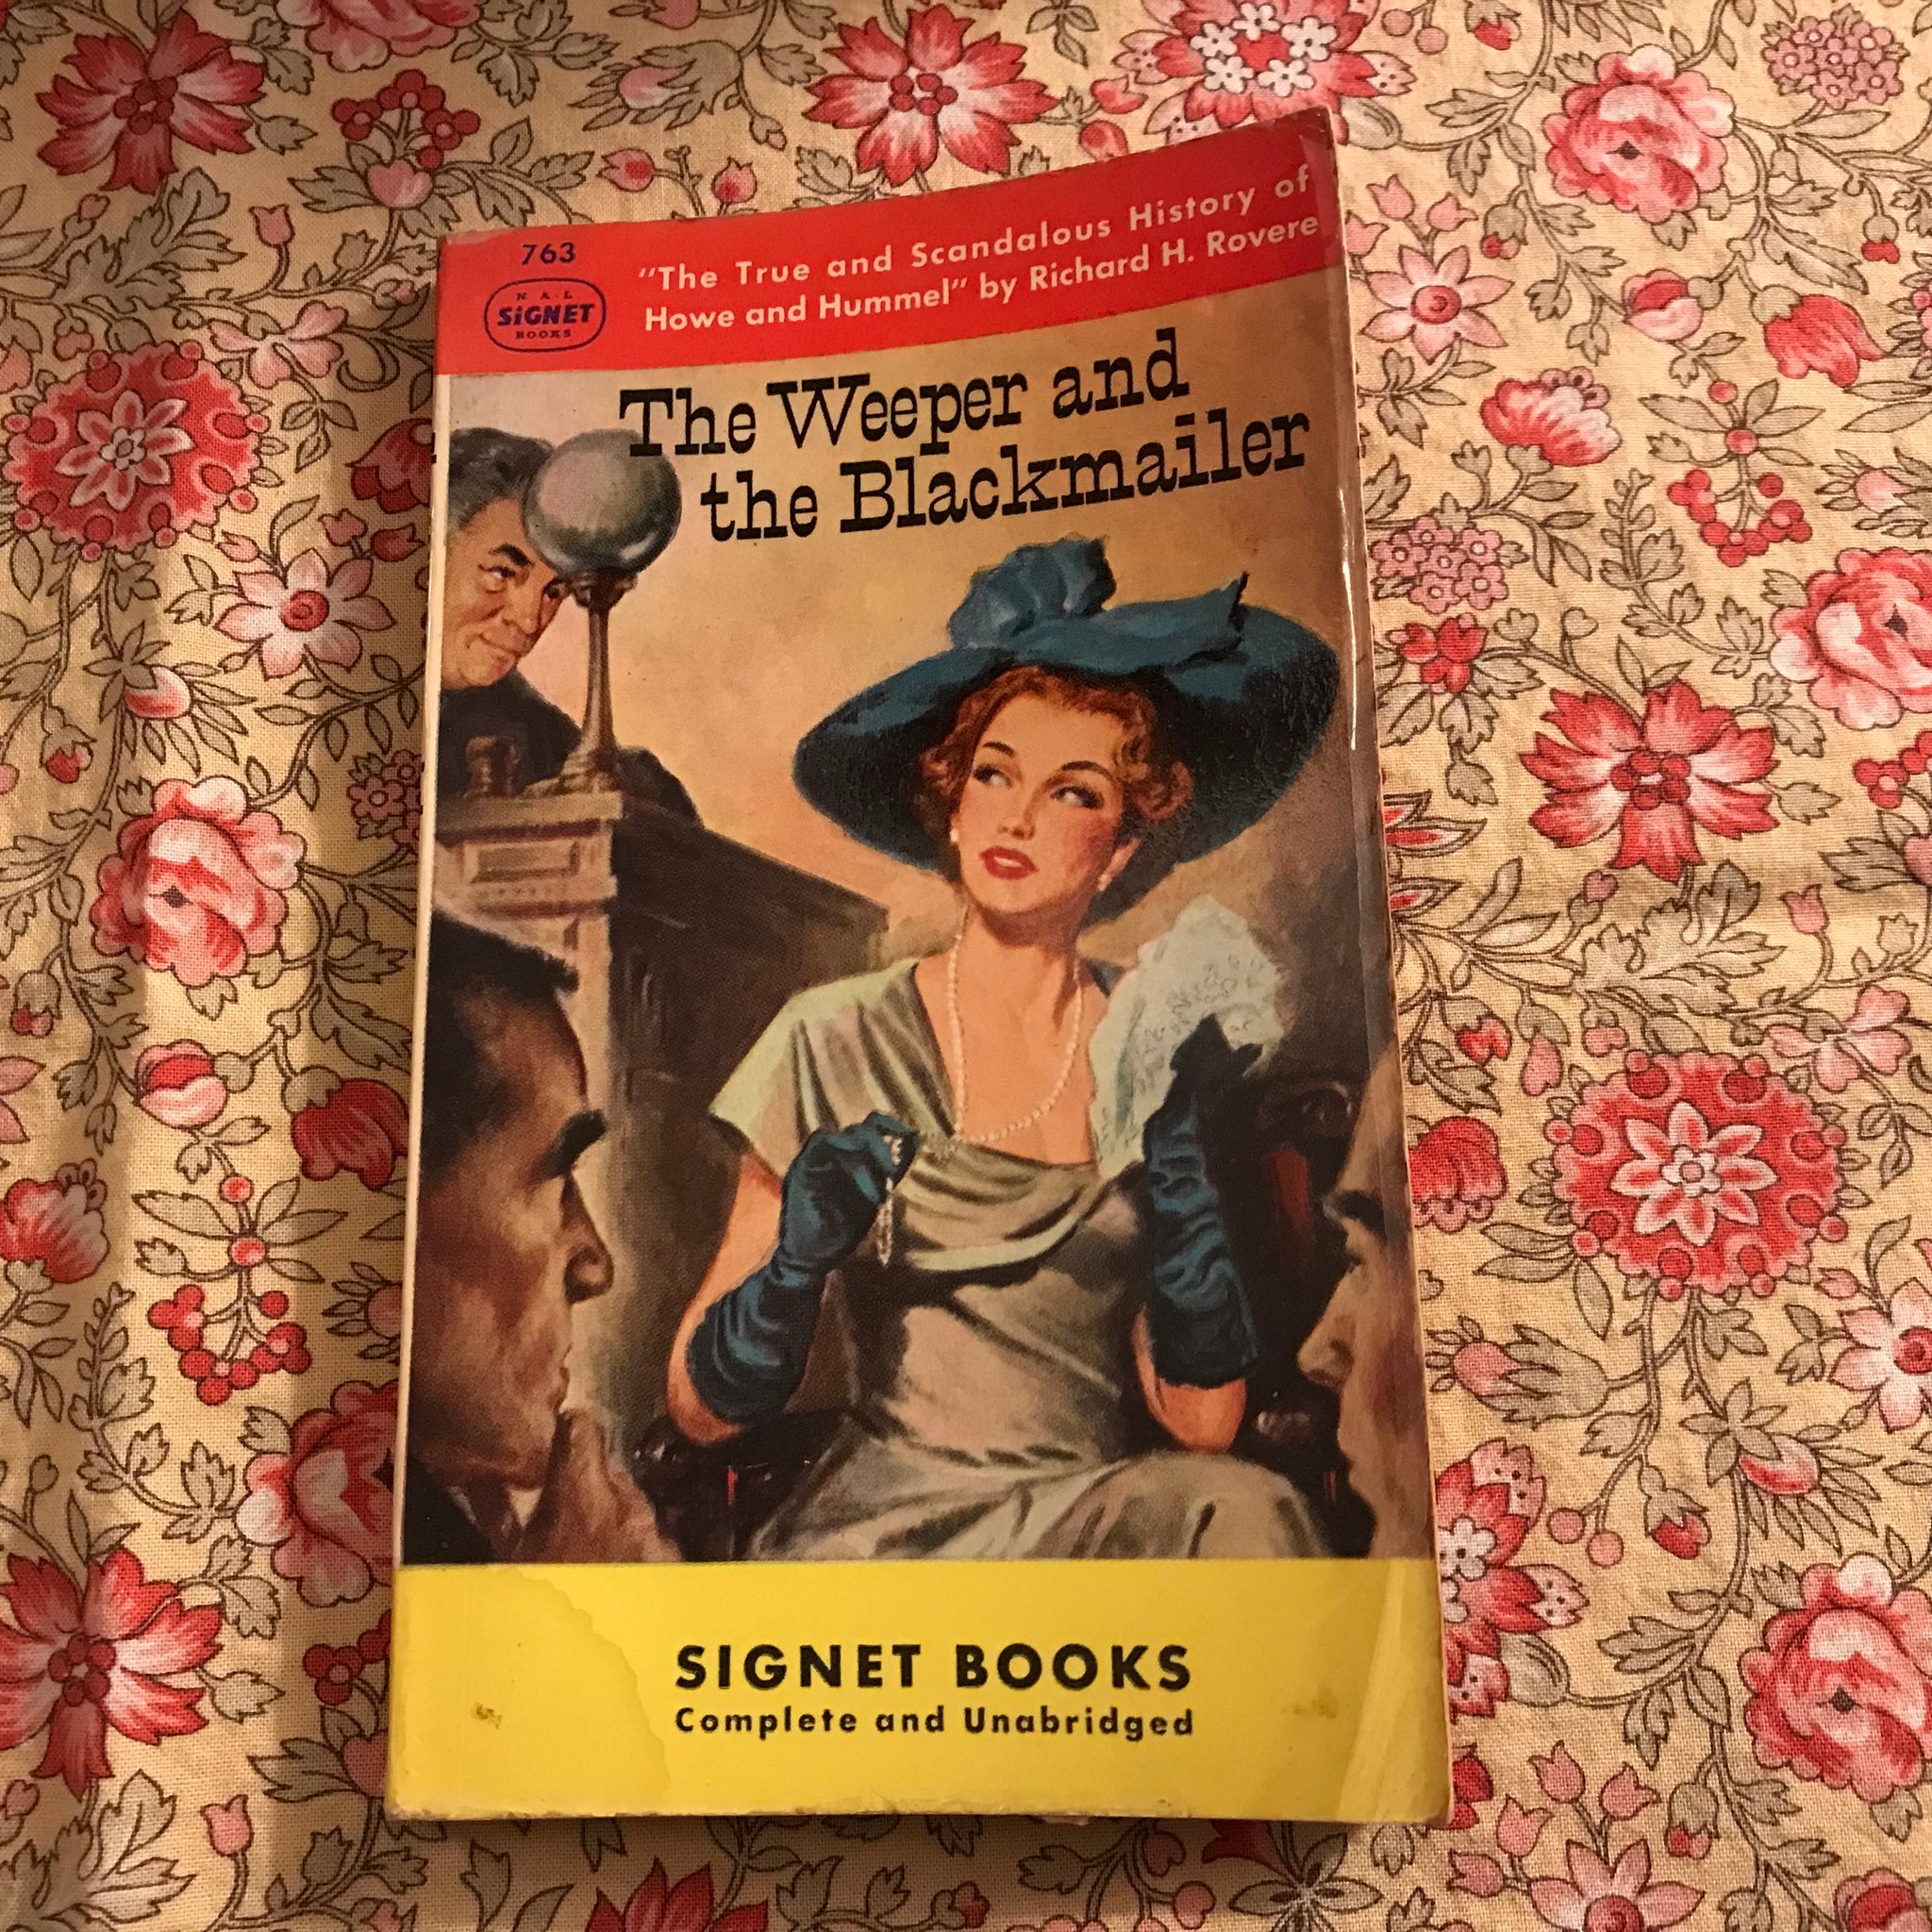 763
N A L
SiGNET
BOOKS
"The True and Scandalous History of
Howe and Hummel" by Richard H. Rovere
The Weeper and
the Blackmailer
SIGNET BOOKS
Complete and Unabridged